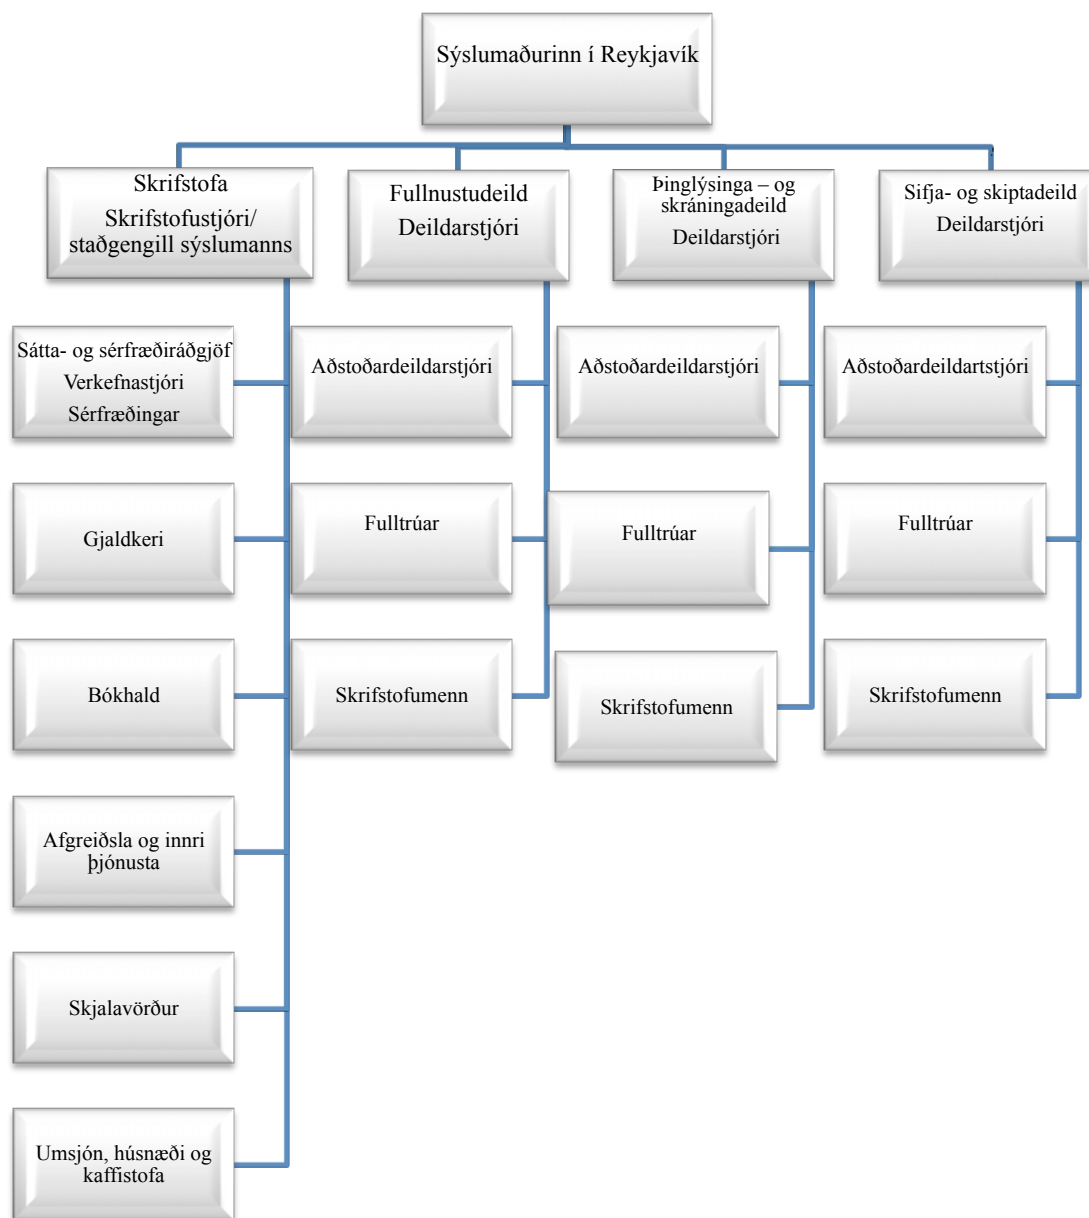 Sýslumaðurinn í Reykjavík
Skrifstofa
Skrifstofustjóri/
staðgengill sýslumanns
Fullnustudeild
Deildarstjóri
Þinglýsinga – og
skráningadeild
Deildarstjóri
Sifja- og skiptadeild
Deildarstjóri
Sátta- og sérfræðiráðgjöf
Verkefnastjóri
Sérfræðingar
Aðstoðardeildarstjóri
Aðstoðardeildarstjóri
Aðstoðardeildartstjóri
Gjaldkeri
Fulltrúar
Fulltrúar
Fulltrúar
Bókhald
Skrifstofumenn
Skrifstofumenn
Skrifstofumenn
Afgreiðsla og innri
þjónusta
Skjalavörður
Umsjón, húsnæði og
kaffistofa